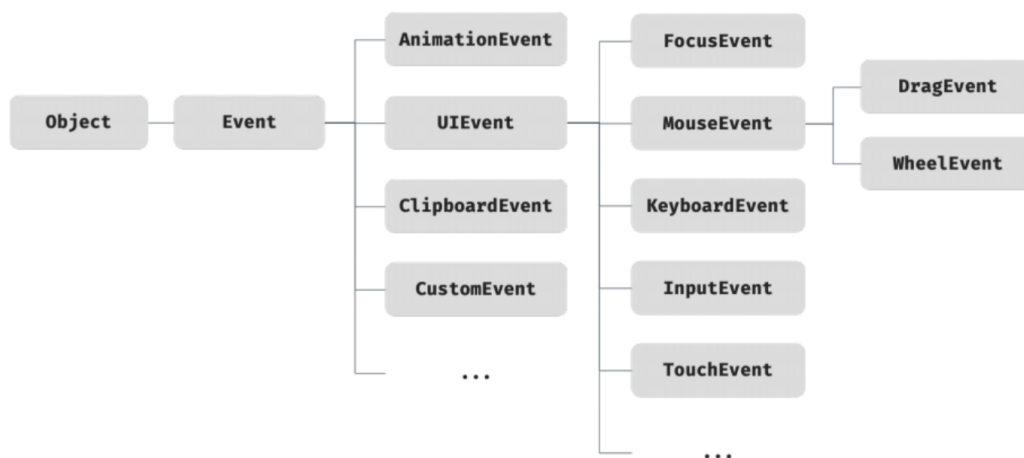 Object
Event
AnimationEvent
UIEvent
ClipboardEvent
CustomEvent
...
FocusEvent
MouseEvent
KeyboardEvent
InputEvent
TouchEvent
...
DragEvent
WheelEvent